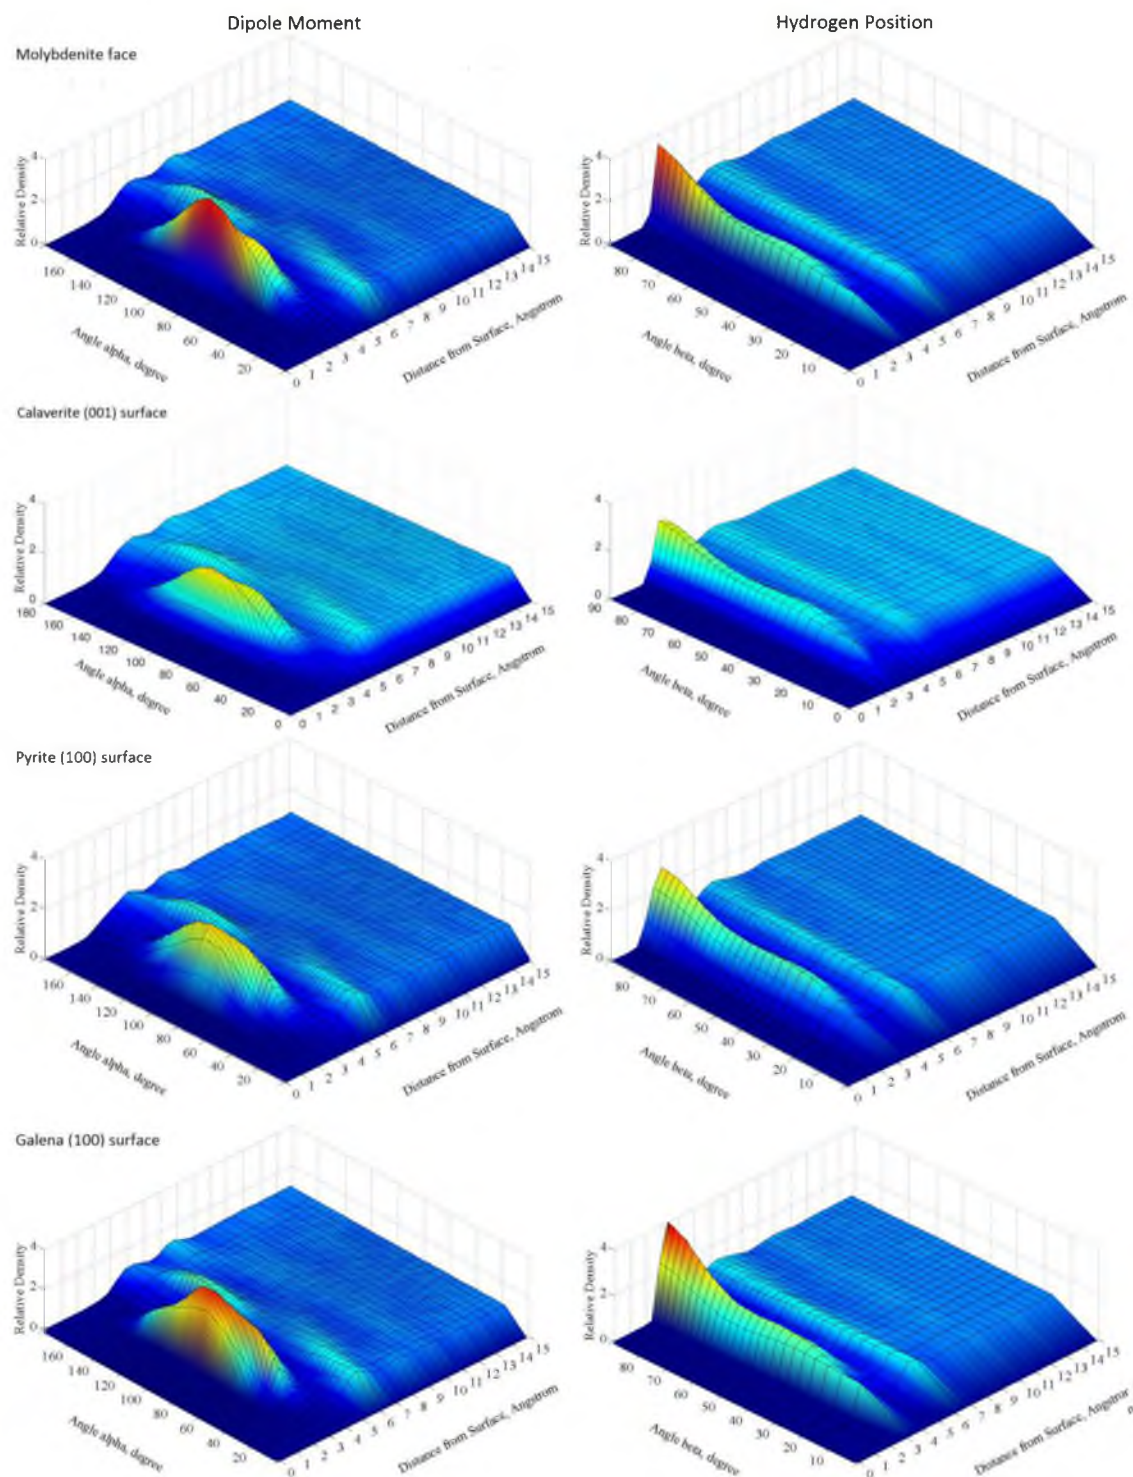 Dipole Moment
Hydrogen Position
Molybdenite face
Relative Density
4
2
0
160
140
120
100
80
60
40
20
Angle alpha, degree
0 1 2 3 4 5 6 7 8 9 10 11 12 13 14 15
Distance from Surface, Angstrom
Relative Density
4
2
0
80
70
60
50
40
30
20
10
Angle beta, degree
0 1 2 3 4 5 6 7 8 9 10 11 12 13 14 15
Distance from Surface, Angstrom
Calaverite (001) surface
Relative Density
4
2
0
180
160
140
120
100
80
60
40
20
0
Angle alpha, degree
0 1 2 3 4 5 6 7 8 9 10 11 12 13 14 15
Distance from Surface, Angstrom
Relative Density
4
2
0
90
80
70
60
50
40
30
20
10
0
Angle beta, degree
0 1 2 3 4 5 6 7 8 9 10 11 12 13 14 15
Distance from Surface, Angstrom
Pyrite (100) surface
Relative Density
4
2
0
160
140
120
100
80
60
40
20
Angle alpha, degree
0 1 2 3 4 5 6 7 8 9 10 11 12 13 14 15
Distance from Surface, Angstrom
Relative Density
4
2
0
80
70
60
50
40
30
20
10
Angle beta, degree
0 1 2 3 4 5 6 7 8 9 10 11 12 13 14 15
Distance from Surface, Angstrom
Galena (100) surface
Relative Density
4
2
0
160
140
120
100
80
60
40
20
Angle alpha, degree
0 1 2 3 4 5 6 7 8 9 10 11 12 13 14 15
Distance from Surface, Angstrom
Relative Density
4
2
0
80
70
60
50
40
30
20
10
Angle beta, degree
0 1 2 3 4 5 6 7 8 9 10 11 12 13 14 15
Distance from Surface, Angstrur